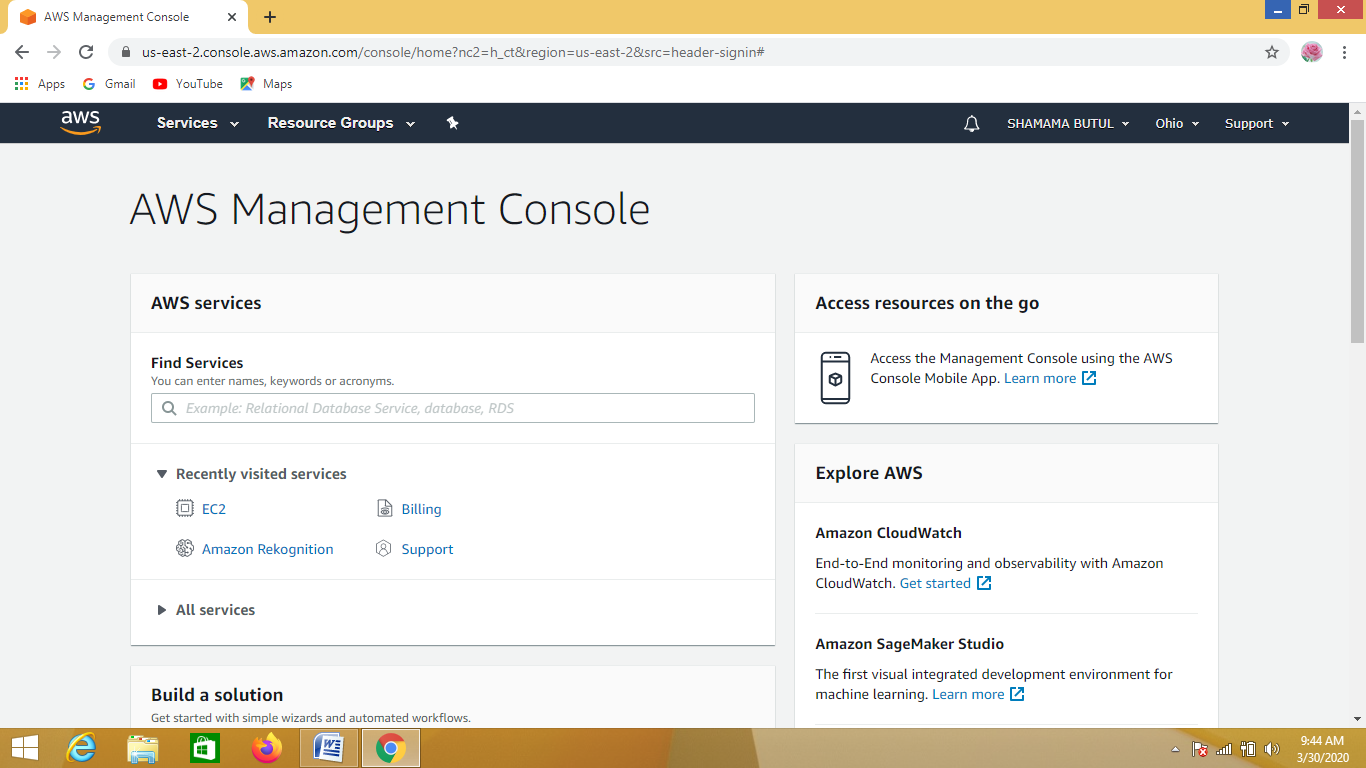 AWS Management Console
us-east-2.console.aws.amazon.com/console/home?nc2=h_ct&region=us-east-2&src=header-signin#
Apps Gmail YouTube Maps
aws Services Resource Groups SHAMAMA BUTUL Ohio Support
AWS Management Console
AWS services
Find Services
You can enter names, keywords or acronyms.
Example: Relational Database Service, database, RDS
Recently visited services
EC2 Billing
Amazon Rekognition Support
All services
Build a solution
Get started with simple wizards and automated workflows.
Access resources on the go
Access the Management Console using the AWS
Console Mobile App. Learn more
Explore AWS
Amazon CloudWatch
End-to-End monitoring and observability with Amazon
CloudWatch. Get started
Amazon SageMaker Studio
The first visual integrated development environment for
machine learning. Learn more
9:44 AM
3/30/2020